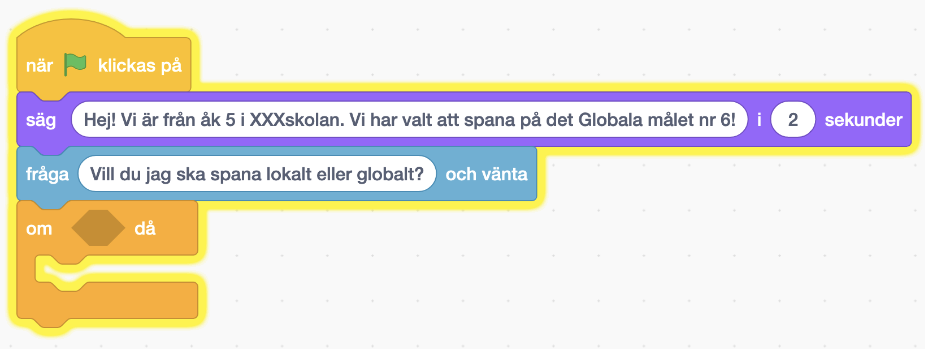 när klickas på
säg Hej! Vi är från åk 5 i XXXskolan. Vi har valt att spana på det Globala målet nr 6! i 2 sekunder
fråga Vill du jag ska spana lokalt eller globalt? och vänta
om då